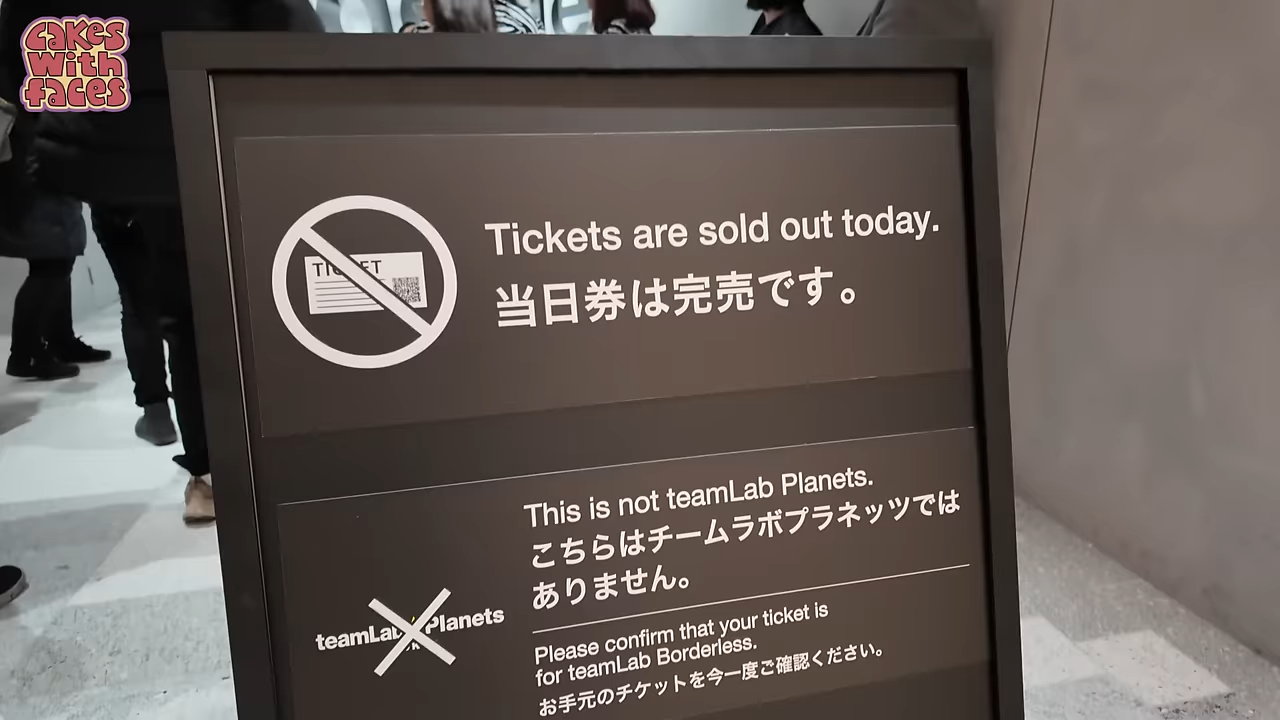 Cakes
With
faces
TICKET
Tickets are sold out today.
当日券は完売です。
This is not teamLab Planets.
こちらはチームラボプラネッツでは
ありません。
teamLab Planets
Please confirm that your ticket is
for teamLab Borderless.
お手元のチケットを今一度ご確認ください。